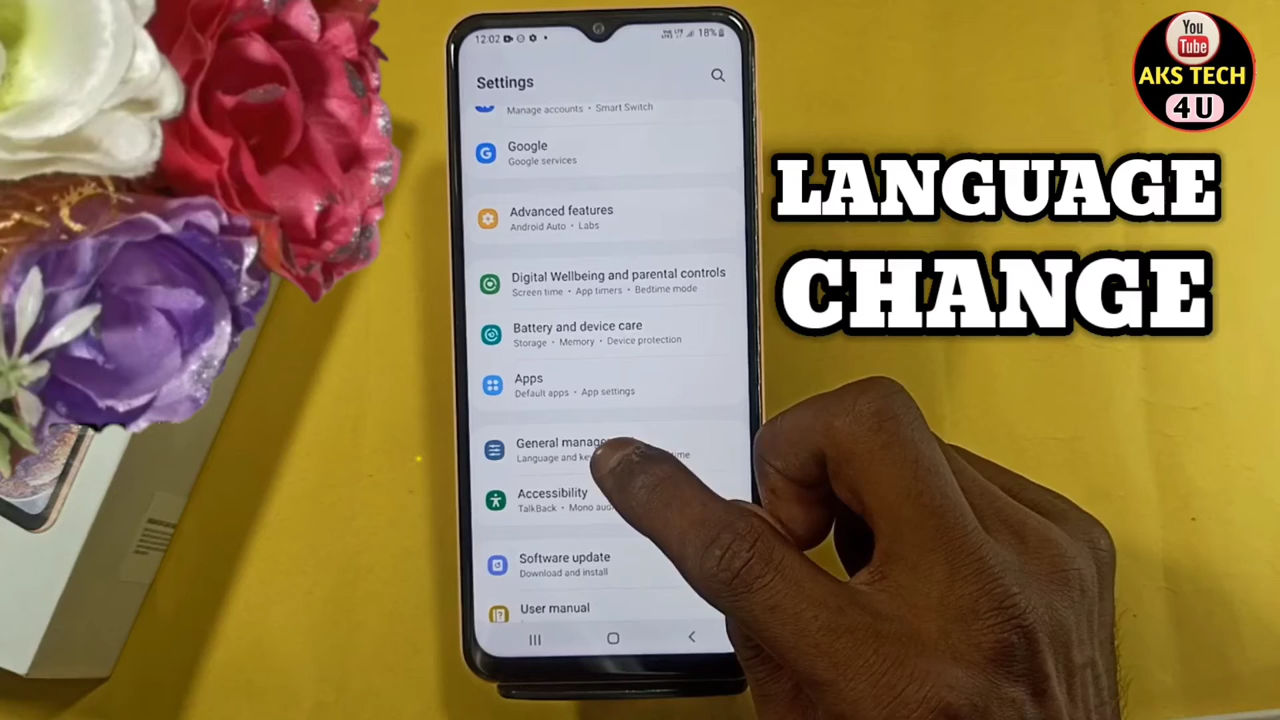 12:02
18%
Settings
Manage accounts • Smart Switch
Google
Google services
Advanced features
Android Auto • Labs
Digital Wellbeing and parental controls
Screen time • App timers • Bedtime mode
Battery and device care
Storage • Memory • Device protection
Apps
Default apps • App settings
General
Language and
Accessibility
TalkBack • Mono
Software update
Download and install
User manual
You
Tube
AKS TECH
4U
LANGUAGE
CHANGE